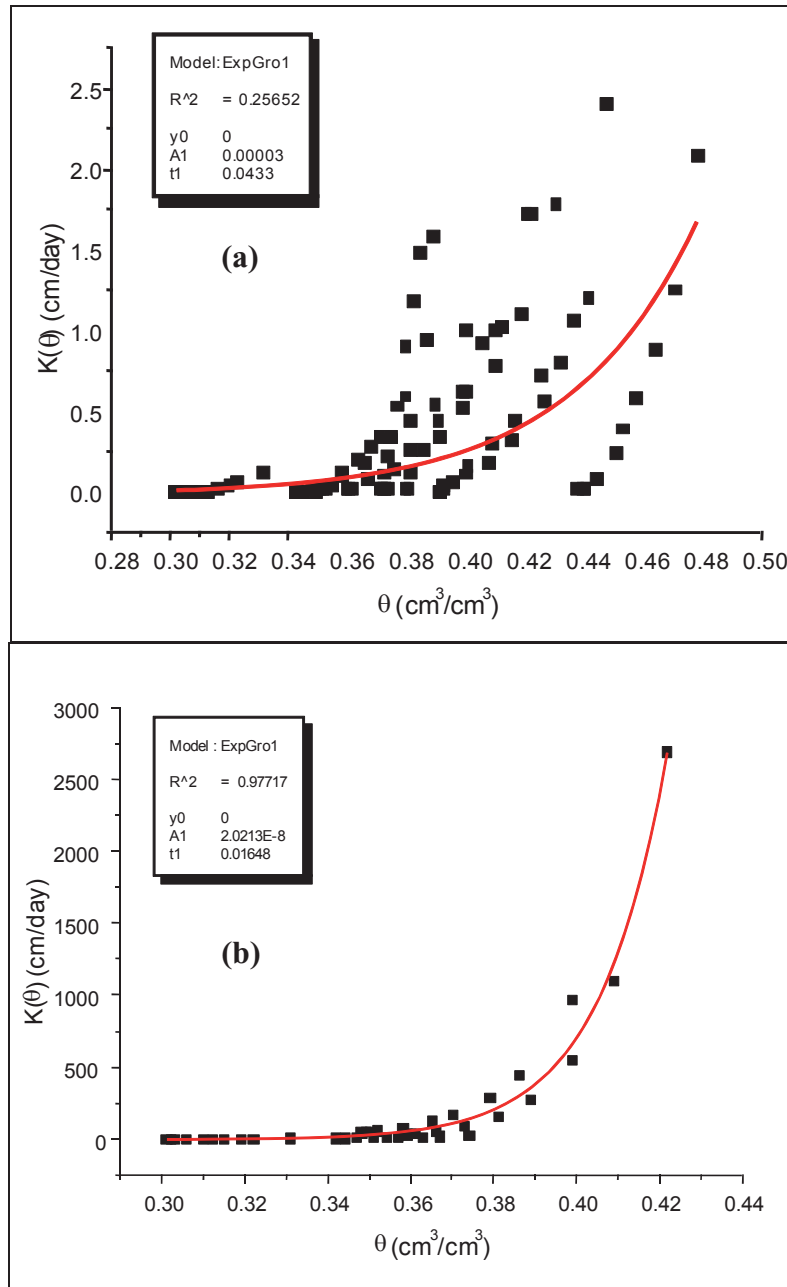 Model:ExpGro1
R^2 = 0.25652
y0 0
A1 0.00003
t1 0.0433
(a)
2.5
2.0
1.5
1.0
0.5
0.0
K(θ) (cm/day)
0.28 0.30 0.32 0.34 0.36 0.38 0.40 0.42 0.44 0.46 0.48 0.50
θ (cm³/cm³)
Model : ExpGro1
R^2 = 0.97717
y0 0
A1 2.0213E-8
t1 0.01648
(b)
3000
2500
2000
1500
1000
500
0
K(θ) (cm/day)
0.30 0.32 0.34 0.36 0.38 0.40 0.42 0.44
θ (cm³/cm³)